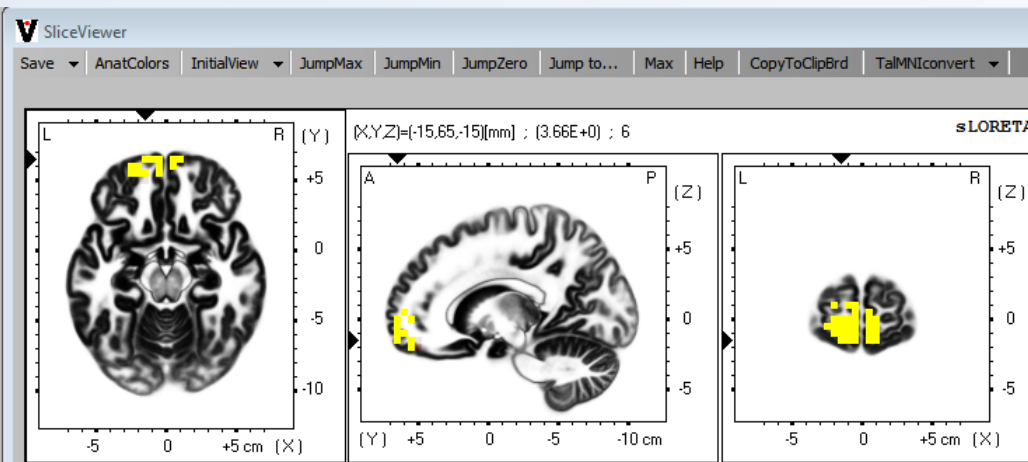 SliceViewer
Save AnatColors InitialView JumpMax JumpMin JumpZero Jump to... Max Help CopyToClipBrd TalMNIconvert
(X,Y,Z)=(-15,65,-15)[mm] ; (3.66E+0) ; 6
sLORETA
L R (Y)
+5
0
-5
-10
-5 0 +5 cm (X)
A P (Z)
+5
0
-5
(Y) +5 0 -5 -10 cm
L R (Z)
+5
0
-5
-5 0 +5 cm (X)